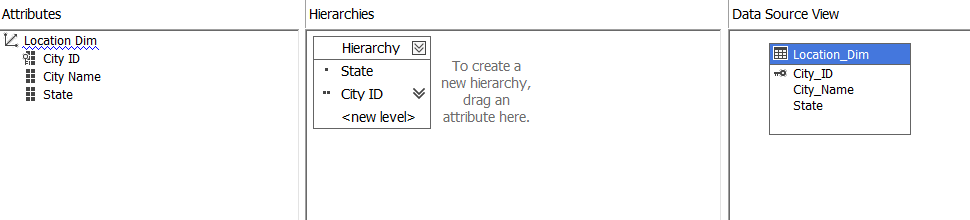 Attributes
Location Dim
City ID
City Name
State
Hierarchies
Hierarchy
State
City ID
<new level>
To create a
new hierarchy,
drag an
attribute here.
Data Source View
Location_Dim
City_ID
City_Name
State